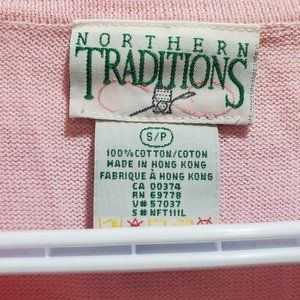 NORTHERN
TRADITIONS
S/P
100% COTTON/COTON
MADE IN HONG KONG
FABRIQUÉ À HONG KONG
CA 00374
RN 69778
V# 57037
S# NFT111L